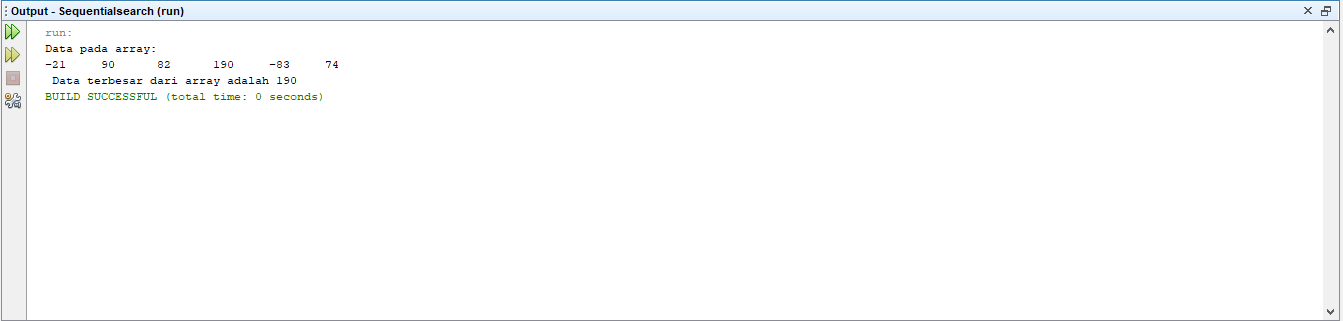 Output - Sequentialsearch (run)
run:
Data pada array:
-21     90      82      190     -83     74
 Data terbesar dari array adalah 190
BUILD SUCCESSFUL (total time: 0 seconds)